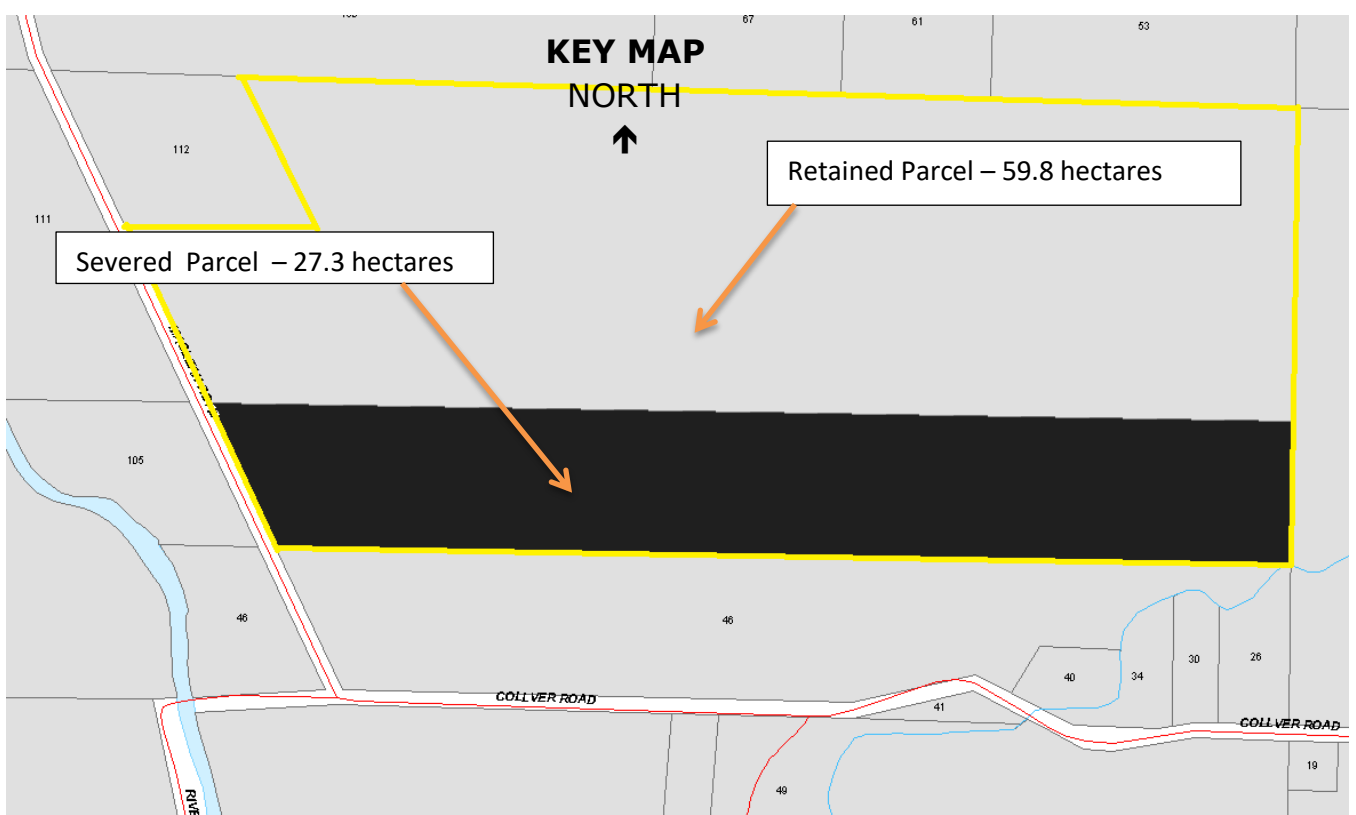 67
61
53
KEY MAP
NORTH
112
Retained Parcel – 59.8 hectares
111
Severed Parcel – 27.3 hectares
105
46
46
40
34
30
26
COLLVER ROAD
41
COLLVER ROAD
19
49